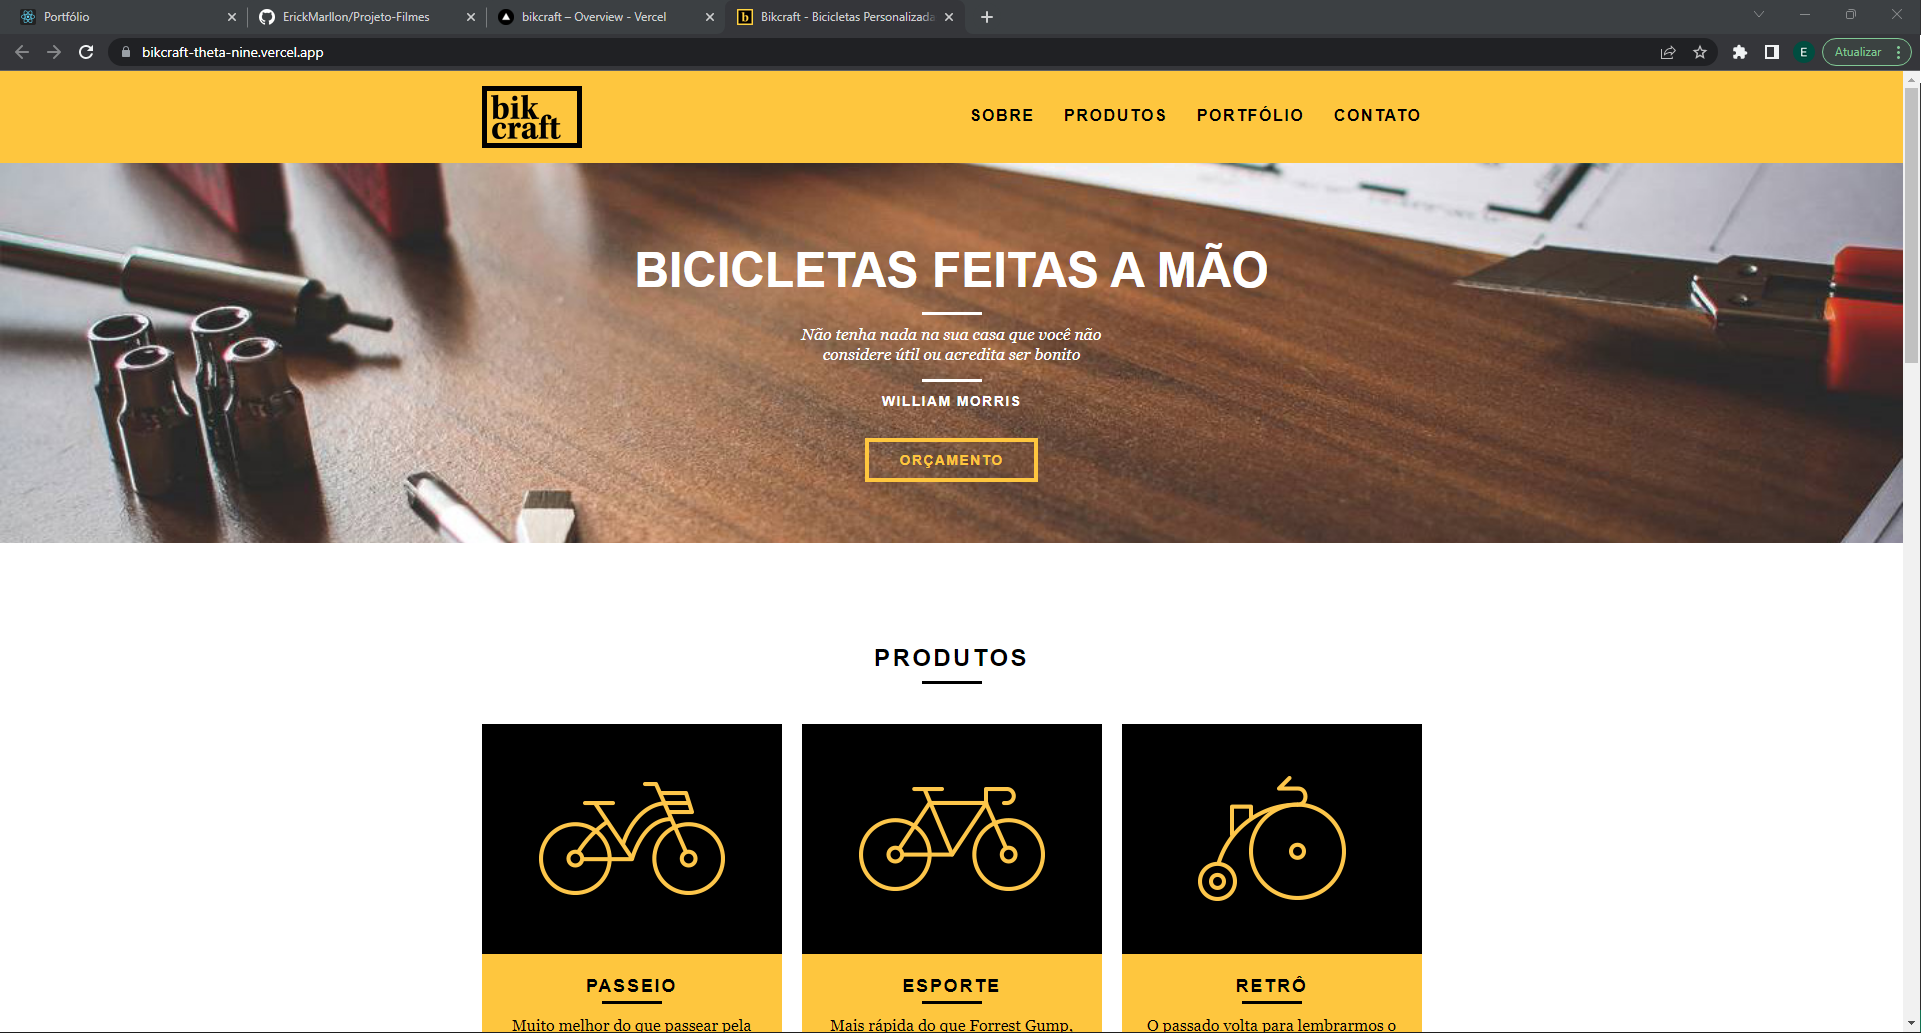 Portfólio
ErickMarllon/Projeto-Filmes
bikcraft – Overview - Vercel
b Bikcraft - Bicicletas Personalizada
bikcraft-theta-nine.vercel.app
E
Atualizar
bik
craft
SOBRE PRODUTOS PORTFÓLIO CONTATO
BICICLETAS FEITAS A MÃO
Não tenha nada na sua casa que você não
considere útil ou acredita ser bonito
WILLIAM MORRIS
ORÇAMENTO
PRODUTOS
PASSEIO
Muito melhor do que passear pela
ESPORTE
Mais rápida do que Forrest Gump,
RETRÔ
O passado volta para lembrarmos o